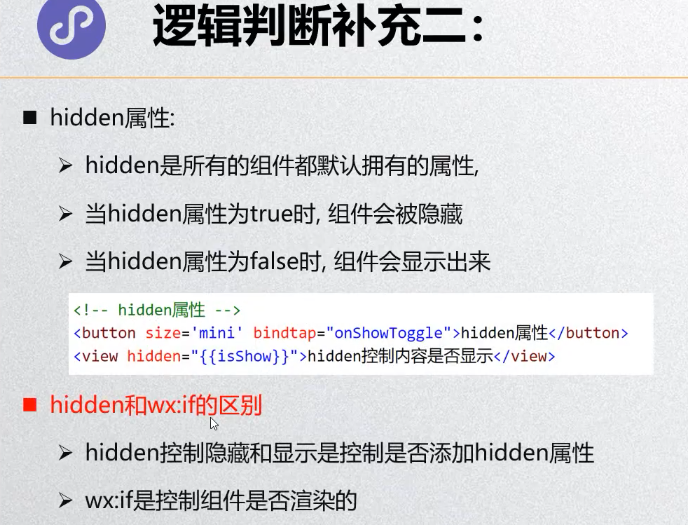 逻辑判断补充二：
hidden属性:
hidden是所有的组件都默认拥有的属性,
当hidden属性为true时, 组件会被隐藏
当hidden属性为false时, 组件会显示出来
<!-- hidden属性 -->
<button size='mini' bindtap="onShowToggle">hidden属性</button>
<view hidden="{{isShow}}">hidden控制内容是否显示</view>
hidden和wx:if的区别
hidden控制隐藏和显示是控制是否添加hidden属性
wx:if是控制组件是否渲染的